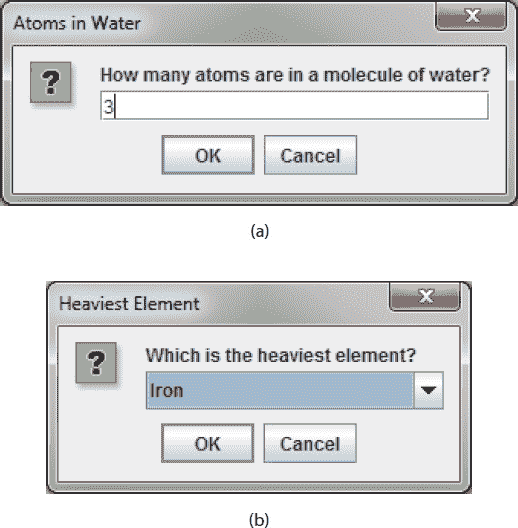 Atoms in Water
How many atoms are in a molecule of water?
3
OK Cancel
(a)
Heaviest Element
Which is the heaviest element?
Iron
OK Cancel
(b)